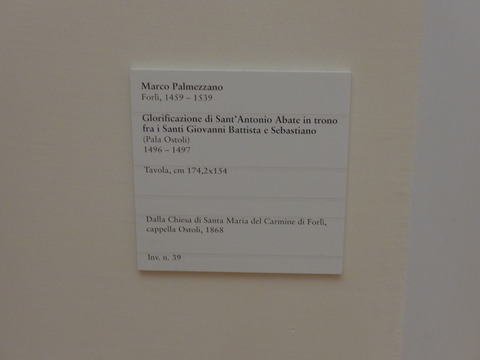 Marco Palmezzano
Forlì, 1459 – 1539
Glorificazione di Sant'Antonio Abate in trono
fra i Santi Giovanni Battista e Sebastiano
(Pala Ostoli)
1496 – 1497
Tavola, cm 174,2x154
Dalla Chiesa di Santa Maria del Carmine di Forlì,
cappella Ostoli, 1868
Inv. n. 39